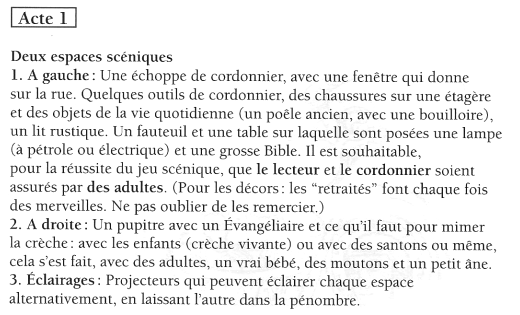 Acte 1
Deux espaces scéniques
1. A gauche : Une échoppe de cordonnier, avec une fenêtre qui donne
sur la rue. Quelques outils de cordonnier, des chaussures sur une étagère
et des objets de la vie quotidienne (un poêle ancien, avec une bouilloire),
un lit rustique. Un fauteuil et une table sur laquelle sont posées une lampe
(à pétrole ou électrique) et une grosse Bible. Il est souhaitable,
pour la réussite du jeu scénique, que le lecteur et le cordonnier soient
assurés par des adultes. (Pour les décors : les “retraités” font chaque fois
des merveilles. Ne pas oublier de les remercier.)
2. A droite : Un pupitre avec un Évangéliaire et ce qu'il faut pour mimer
la crèche : avec les enfants (crèche vivante) ou avec des santons ou même,
cela s'est fait, avec des adultes, un vrai bébé, des moutons et un petit âne.
3. Éclairages : Projecteurs qui peuvent éclairer chaque espace
alternativement, en laissant l'autre dans la pénombre.